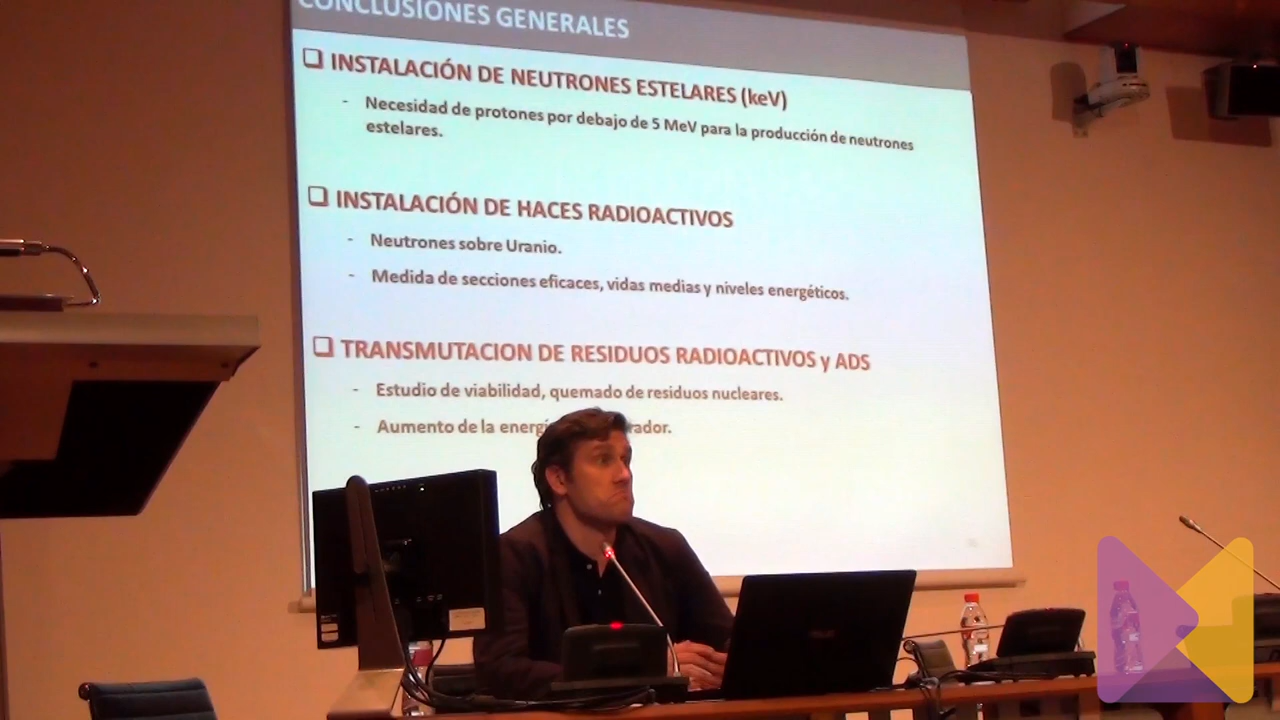 CONCLUSIONES GENERALES
❑ INSTALACIÓN DE NEUTRONES ESTELARES (keV)
- Necesidad de protones por debajo de 5 MeV para la producción de neutrones
estelares.
❑ INSTALACIÓN DE HACES RADIOACTIVOS
- Neutrones sobre Uranio.
- Medida de secciones eficaces, vidas medias y niveles energéticos.
❑ TRANSMUTACION DE RESIDUOS RADIOACTIVOS y ADS
- Estudio de viabilidad, quemado de residuos nucleares.
- Aumento de la